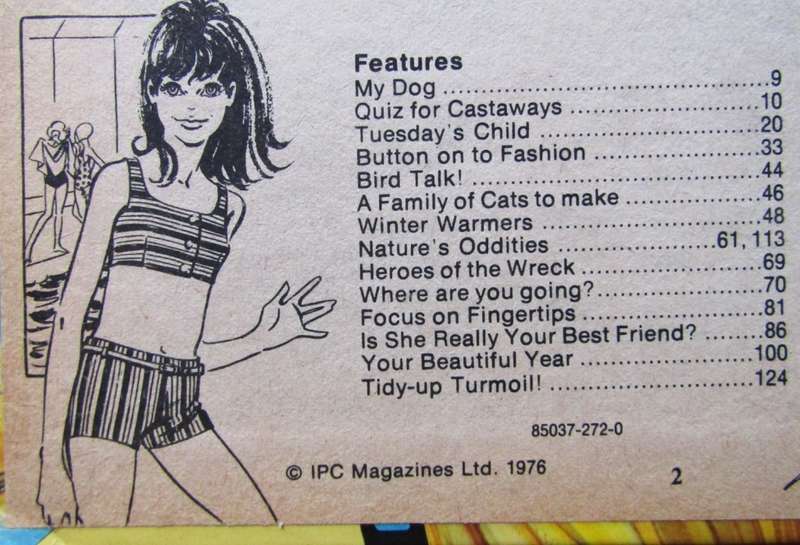 Features
My Dog ........................................................ 9
Quiz for Castaways ................................ 10
Tuesday's Child ..................................... 20
Button on to Fashion .............................. 33
Bird Talk! ................................................. 44
A Family of Cats to make ...................... 46
Winter Warmers ...................................... 48
Nature's Oddities ............................. 61, 113
Heroes of the Wreck ............................... 69
Where are you going? ............................. 70
Focus on Fingertips ................................ 81
Is She Really Your Best Friend? ............. 86
Your Beautiful Year ................................ 100
Tidy-up Turmoil! ..................................... 124
85037-272-0
© IPC Magazines Ltd. 1976
2